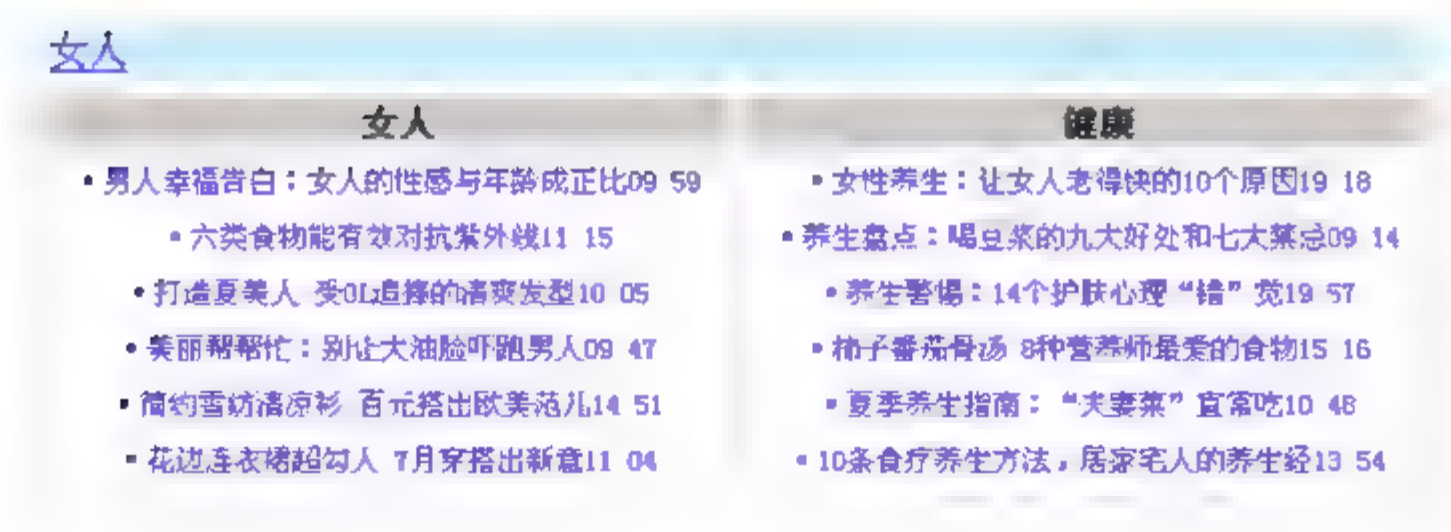 女人
女人
• 男人幸福告白：女人的性感与年龄成正比09 59
• 六类食物能有效对抗紫外线11 15
• 打造夏美人 受OL追捧的清爽发型10 05
• 美丽帮帮忙：别让大油脸吓跑男人09 47
• 简约雪纺清凉衫 百元搭出欧美范儿14 51
• 花边连衣裙超勾人 7月穿搭出新意11 04
健康
• 女性养生：让女人老得快的10个原因19 18
• 养生盘点：喝豆浆的九大好处和七大禁忌09 14
• 养生警惕：14个护肤心理“错”觉19 57
• 柿子番茄骨汤 8种营养师最爱的食物15 16
• 夏季养生指南：“夫妻菜”宜常吃10 48
• 10条食疗养生方法，居家宅人的养生经13 54